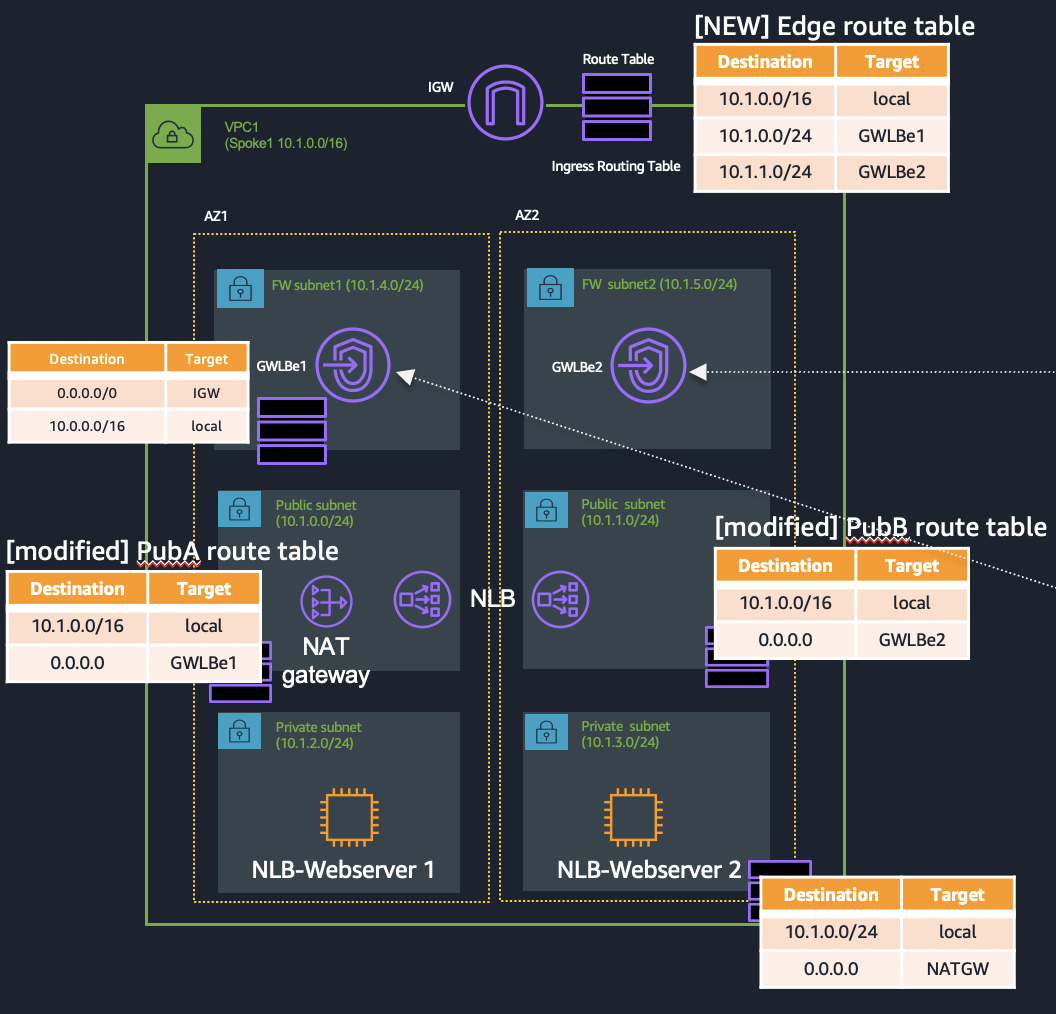 [NEW] Edge route table
Destination Target
10.1.0.0/16 local
10.1.0.0/24 GWLBe1
10.1.1.0/24 GWLBe2
Route Table
IGW
Ingress Routing Table
VPC1
(Spoke1 10.1.0.0/16)
AZ1
AZ2
FW subnet1 (10.1.4.0/24)
FW subnet2 (10.1.5.0/24)
GWLBe1
GWLBe2
Destination Target
0.0.0.0/0 IGW
10.0.0.0/16 local
Public subnet
(10.1.0.0/24)
Public subnet
(10.1.1.0/24)
[modified] PubA route table
Destination Target
10.1.0.0/16 local
0.0.0.0 GWLBe1
[modified] PubB route table
Destination Target
10.1.0.0/16 local
0.0.0.0 GWLBe2
NLB
NAT
gateway
Private subnet
(10.1.2.0/24)
Private subnet
(10.1.3.0/24)
NLB-Webserver 1
NLB-Webserver 2
Destination Target
10.1.0.0/24 local
0.0.0.0 NATGW